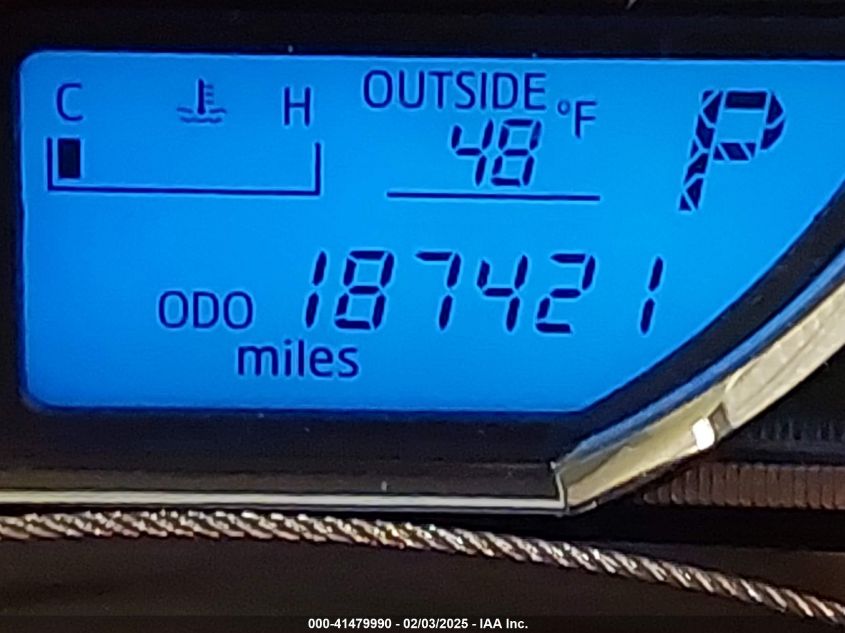 C H OUTSIDE
48 °F P
ODO 187421
miles
000-41479990 - 02/03/2025 - IAA Inc.